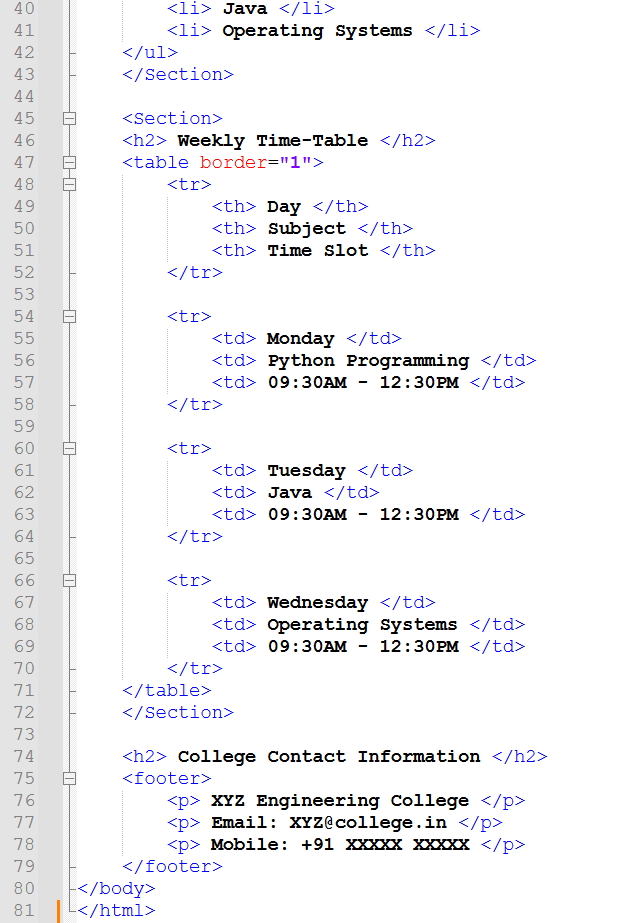 40 <li> Java </li>
41 <li> Operating Systems </li>
42 </ul>
43 </Section>
44
45 <Section>
46 <h2> Weekly Time-Table </h2>
47 <table border="1">
48 <tr>
49 <th> Day </th>
50 <th> Subject </th>
51 <th> Time Slot </th>
52 </tr>
53
54 <tr>
55 <td> Monday </td>
56 <td> Python Programming </td>
57 <td> 09:30AM - 12:30PM </td>
58 </tr>
59
60 <tr>
61 <td> Tuesday </td>
62 <td> Java </td>
63 <td> 09:30AM - 12:30PM </td>
64 </tr>
65
66 <tr>
67 <td> Wednesday </td>
68 <td> Operating Systems </td>
69 <td> 09:30AM - 12:30PM </td>
70 </tr>
71 </table>
72 </Section>
73
74 <h2> College Contact Information </h2>
75 <footer>
76 <p> XYZ Engineering College </p>
77 <p> Email: XYZ@college.in </p>
78 <p> Mobile: +91 XXXXX XXXXX </p>
79 </footer>
80 </body>
81 </html>